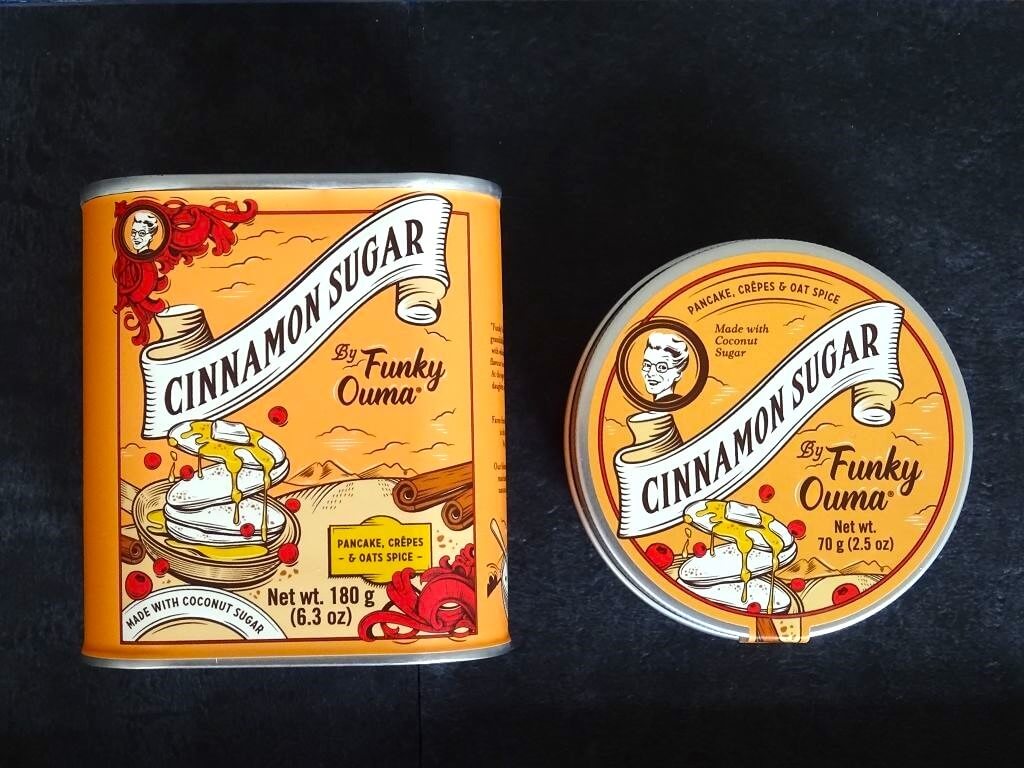 CINNAMON SUGAR
By Funky
Ouma®
PANCAKE, CRÊPES
- & OATS SPICE -
Net wt. 180 g
(6.3 oz)
MADE WITH COCONUT SUGAR
PANCAKE, CRÊPES & OAT SPICE
Made with
Coconut
Sugar
CINNAMON SUGAR
By Funky
Ouma®
Net wt.
70 g (2.5 oz)